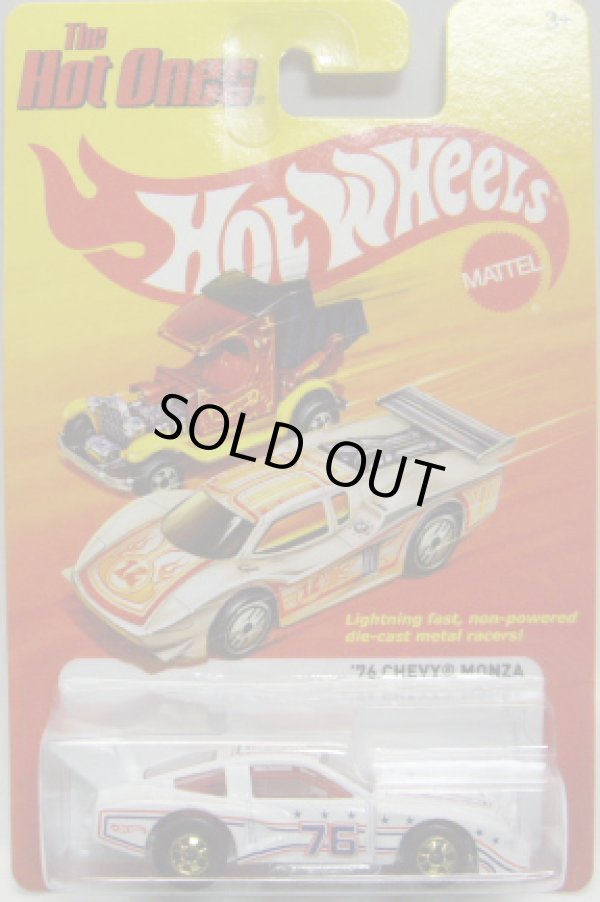 3+
The
Hot Ones®
Hot Wheels®
MATTEL®
SOLD OUT
12
Lightning fast, non-powered
die-cast metal racers!
'76 CHEVY® MONZA
76